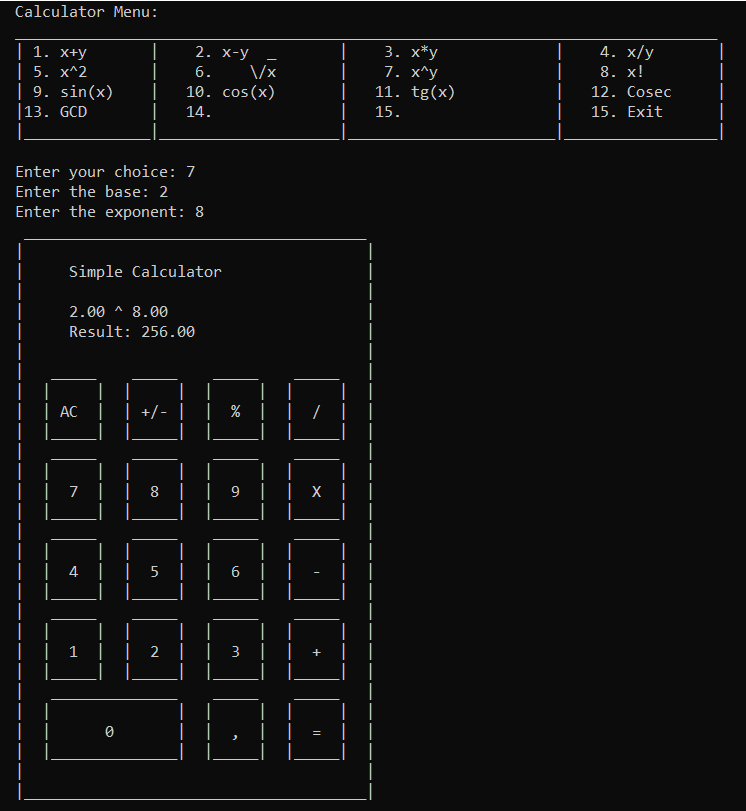 Calculator Menu:
1. x+y 2. x-y _ 3. x*y 4. x/y
5. x^2 6. \/x 7. x^y 8. x!
9. sin(x) 10. cos(x) 11. tg(x) 12. Cosec
13. GCD 14. 15. 15. Exit
Enter your choice: 7
Enter the base: 2
Enter the exponent: 8
Simple Calculator
2.00 ^ 8.00
Result: 256.00
AC +/- % /
7 8 9 X
4 5 6 -
1 2 3 +
0 , =